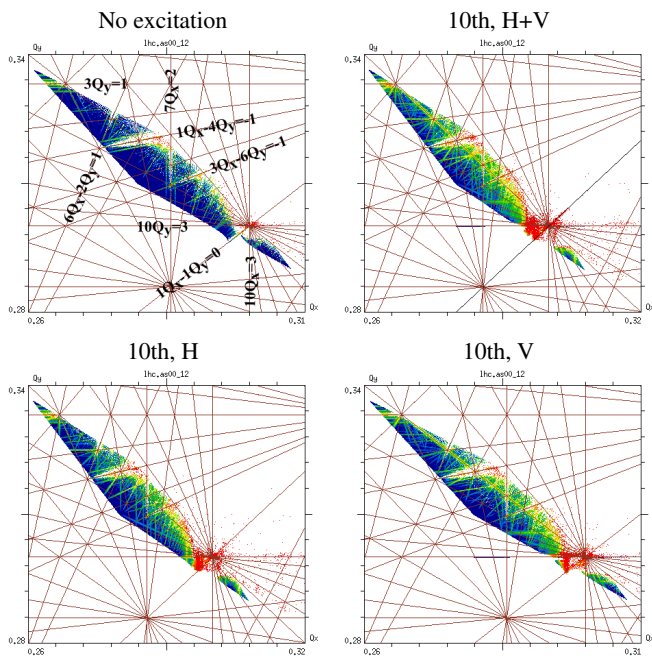 No excitation
lhc.as00_12
Qy
0.34
3Qy=1
7Qx=2
1Qx-4Qy=-1
3Qx-6Qy=-1
6Qx-2Qy=1
10Qy=3
1Qx-1Qy=0
10Qx=3
0.28
Qx
0.26
0.31
10th, H+V
lhc.as00_12
Qy
0.34
0.28
Qx
0.26
0.32
10th, H
lhc.as00_12
Qy
0.34
0.28
Qx
0.26
0.32
10th, V
lhc.as00_12
Qy
0.34
0.28
Qx
0.26
0.31